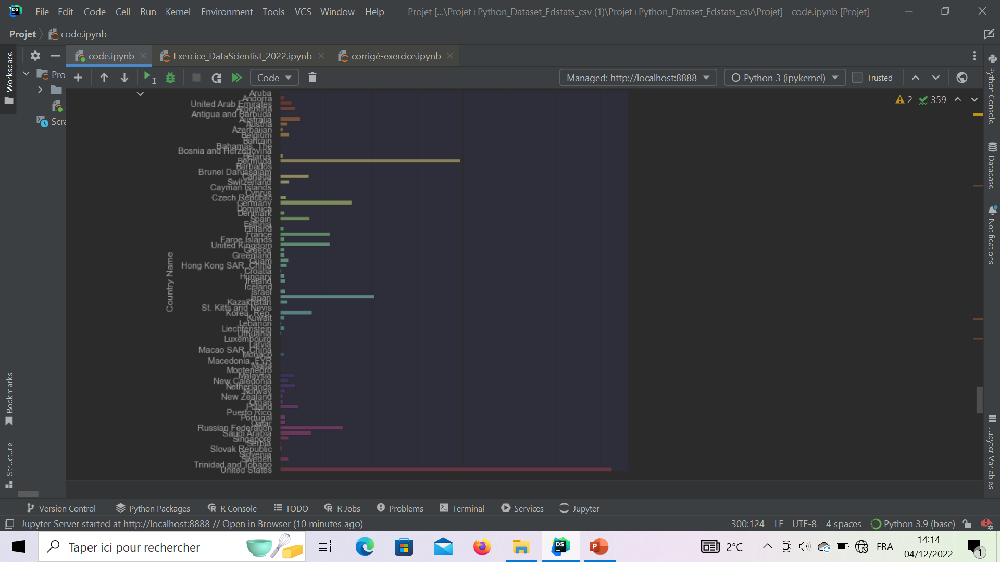 File Edit Code Cell Run Kernel Environment Tools VCS Window Help Projet [...\Projet+Python_Dataset_Edstats_csv (1)\Projet+Python_Dataset_Edstats_csv\Projet] - code.ipynb [Projet]
Projet code.ipynb
Workspace
code.ipynb Exercice_DataScientist_2022.ipynb corrigé-exercice.ipynb
Proj
Code Managed: http://localhost:8888 Python 3 (ipykernel) Trusted
2 359
Scra
Country Name
Aruba
Andorra
United Arab Emirates
Argentina
Antigua and Barbuda
Australia
Austria
Azerbaijan
Belgium
Bahrain
Bahamas, The
Bosnia and Herzegovina
Belarus
Bermuda
Barbados
Brunei Darussalam
Canada
Switzerland
Cayman Islands
Cyprus
Czech Republic
Germany
Dominica
Denmark
Spain
Estonia
Finland
France
Faroe Islands
United Kingdom
Greece
Greenland
Guam
Hong Kong SAR, China
Croatia
Hungary
Ireland
Iceland
Israel
Japan
Kazakhstan
St. Kitts and Nevis
Korea, Rep.
Kuwait
Lebanon
Liechtenstein
Lithuania
Luxembourg
Latvia
Macao SAR, China
Monaco
Macedonia, FYR
Malta
Montenegro
Malaysia
New Caledonia
Netherlands
Norway
New Zealand
Oman
Poland
Puerto Rico
Portugal
Qatar
Russian Federation
Saudi Arabia
Singapore
Serbia
Slovak Republic
Slovenia
Sweden
Trinidad and Tobago
United States
Python Console
Database
Notifications
Jupyter Variables
Bookmarks
Structure
Version Control Python Packages R Console TODO R Jobs Problems Terminal Services Jupyter
Jupyter Server started at http://localhost:8888 // Open in Browser (10 minutes ago) 300:124 LF UTF-8 4 spaces Python 3.9 (base)
Taper ici pour rechercher 2°C FRA 14:14
04/12/2022
1